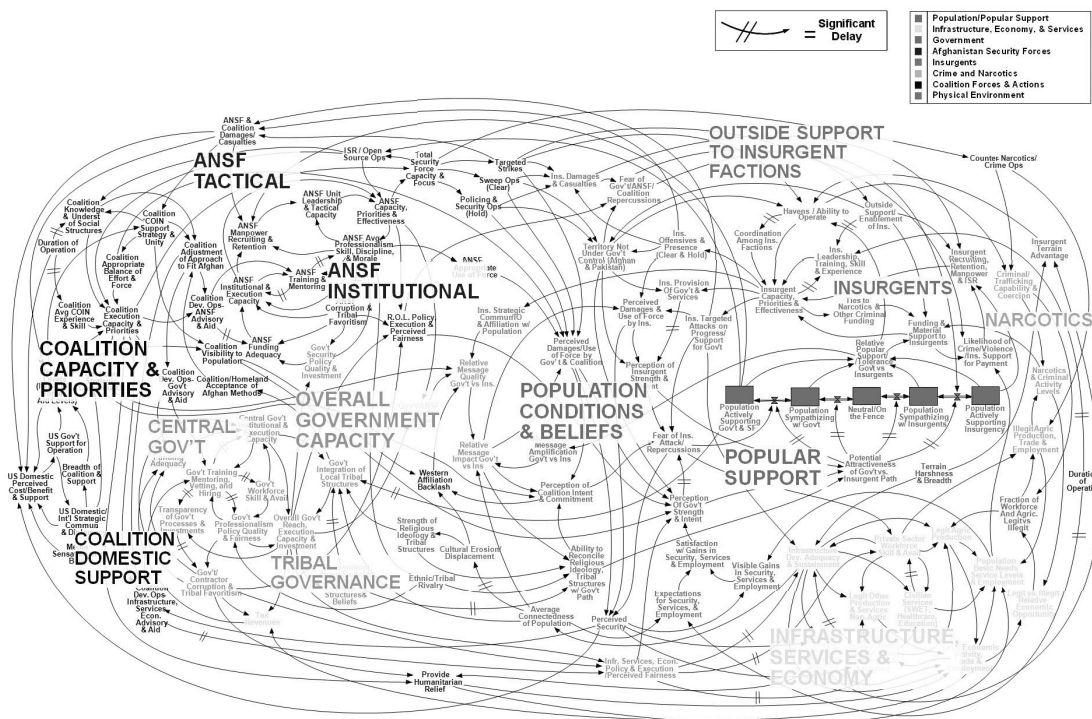 Significant
Delay
=
Population/Popular Support
Infrastructure, Economy, & Services
Government
Afghanistan Security Forces
Insurgents
Crime and Narcotics
Coalition Forces & Actions
Physical Environment
ANSF &
Coalition
Damages/
Casualties
ANSF
TACTICAL
ISR / Open
Source Ops
Total
Security
Force
Capacity
& Focus
Targeted
Strikes
Sweep Ops
(Clear)
Policing &
Security Ops
(Hold)
Ins. Damages
& Casualties
Fear of
Gov't/ANSF/
Coalition
Repercussions
OUTSIDE SUPPORT
TO INSURGENT
FACTIONS
Counter Narcotics/
Crime Ops
Coalition
Knowledge
& Underst.
of Social
Structures
Coalition
COIN
Support
Strategy &
Unity
ANSF Unit
Leadership
& Tactical
Capacity
ANSF
Capacity,
Priorities &
Effectiveness
Havens / Ability to
Operate
Outside
Support/
Enablement
of Ins.
Duration of
Operation
Coalition
Adjustment
of Approach
to Fit Afghan
ANSF
Manpower
Recruiting
& Retention
ANSF Avg
Professionalism
Skill, Discipline,
& Morale
Coordination
Among Ins.
Factions
Territory Not
Under Gov't
Control (Afghan
& Pakistan)
Ins.
Offensives
& Presence
(Clear & Hold)
Ins.
Leadership,
Training, Skill
& Experience
Insurgent
Recruiting,
Retention,
Manpower
& ISR
Insurgent
Terrain
Advantage
Coalition
Appropriate
Balance of
Effort &
Force
ANSF
Institutional &
Execution
Capacity
ANSF
Training &
Mentoring
ANSF
INSTITUTIONAL
ANSF
Appropriate
Ins. Provision
Of Gov't &
Services
Insurgent
Capacity,
Priorities &
Effectiveness
INSURGENTS
Criminal/
Trafficking
Capability &
Coercion
Coalition
Avg COIN
Experience
& Skill
Coalition
Execution
Capacity &
Priorities
Coalition
Dev. Ops-
ANSF
Advisory
& Aid
ANSF
Funding
Adequacy
Corruption &
Tribal
Favoritism
R.O.L. Policy,
Execution &
Perceived
Fairness
Ins. Strategic
Commun/IO
& Affiliation w/
Population
Perceived
Damages &
Use of Force
by Ins.
Ins. Targeted
Attacks on
Progress/
Support
for Gov't
Ties to
Narcotics &
Other Criminal
Funding
Funding &
Material
Support to
Insurgents
NARCOTICS
COALITION
CAPACITY &
PRIORITIES
Coalition
Visibility to
Population
Gov't
Security
Policy
Quality &
Investment
Relative
Message
Quality
Gov't vs Ins.
Perceived
Damages/Use
of Force by
Gov't & Coalition
Perception of
Insurgent
Strength &
Relative
Popular
Support/
Tolerance
Gov't vs
Insurgents
Likelihood of
Crime/Violence
/Ins. Support
for Payment
Coalition
Dev. Ops-
Gov't
Advisory
& Aid
Coalition/Homeland
Acceptance of
Afghan Methods
OVERALL
GOVERNMENT
CAPACITY
POPULATION
CONDITIONS
& BELIEFS
Narcotics
& Criminal
Activity
Levels
Population
Actively
Supporting
Gov't & SF
Population
Sympathizing
w/ Gov't
Neutral/On
the Fence
Population
Sympathizing
w/ Insurgents
Population
Actively
Supporting
Insurgency
CENTRAL
GOV'T
Central Gov't
Institutional &
Execution
Capacity
US Gov't
Support for
Operation
Adequacy
Breadth of
Coalition &
Support
US Domestic
Perceived
Cost/Benefit
& Support
Gov't Training
Mentoring,
Vetting, and
Hiring
Gov't
Workforce
Skill & Avail
Gov't
Integration of
Local Tribal
Structures
Western
Affiliation
Backlash
Relative
Message
Impact Gov't
vs Ins
Message
Amplification
Gov't vs Ins
Fear of Ins.
Attack/
Repercussions
POPULAR
SUPPORT
Potential
Attractiveness
of Gov't vs.
Insurgent Path
Terrain
Harshness
& Breadth
Illegit Agric
Production,
Trade &
Employment
US Domestic/
Int'l Strategic
Commun
Transparency
of Gov't
Processes &
Investments
Gov't
Professionalism
Policy Quality
& Fairness
Overall Gov't
Reach,
Execution
Capacity &
Investment
Perception of
Coalition Intent
& Commitment
Perception
Of Gov't
Strength
& Intent
Fraction of
Workforce
And Agric.
Legit vs
Illegit
COALITION
DOMESTIC
SUPPORT
Strength of
Religious
Ideology &
Tribal
Structures
Cultural Erosion/
Displacement
Ability to
Reconcile
Religious
Ideology,
Tribal
Structures
w/ Gov't
Path
Satisfaction
w/ Gains in
Security,
Services &
Employment
Visible Gains
in Security,
Services &
Employment
Gov't/
Contractor
Corruption &
Tribal Favoritism
TRIBAL
GOVERNANCE
Structures &
Beliefs
Ethnic/Tribal
Rivalry
Coalition
Dev. Ops
Infrastructure,
Services,
Econ.
Advisory
& Aid
Tax
Revenues
Average
Connectedness
of Population
Perceived
Security
Expectations
for Security,
Services, &
Employment
INFRASTRUCTURE,
SERVICES &
ECONOMY
Infr, Services, Econ.
Policy & Execution
/Perceived Fairness
Provide
Humanitarian
Relief